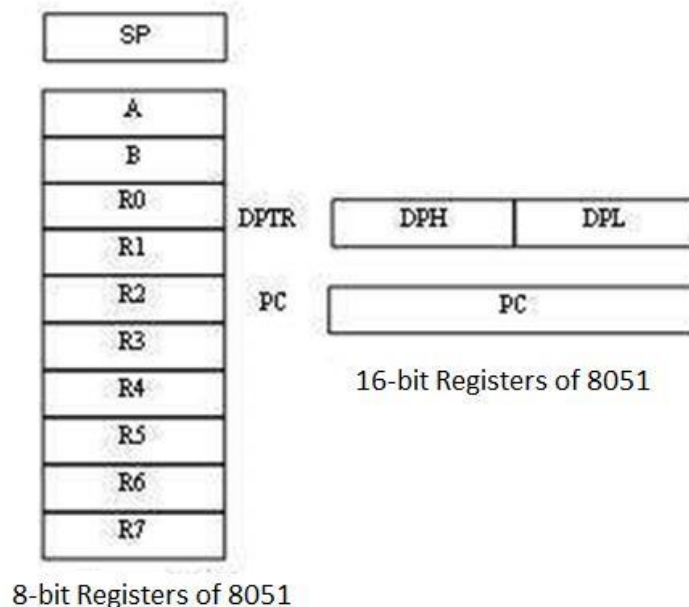 SP
A
B
R0
R1
R2
R3
R4
R5
R6
R7
8-bit Registers of 8051
DPTR DPH DPL
PC PC
16-bit Registers of 8051